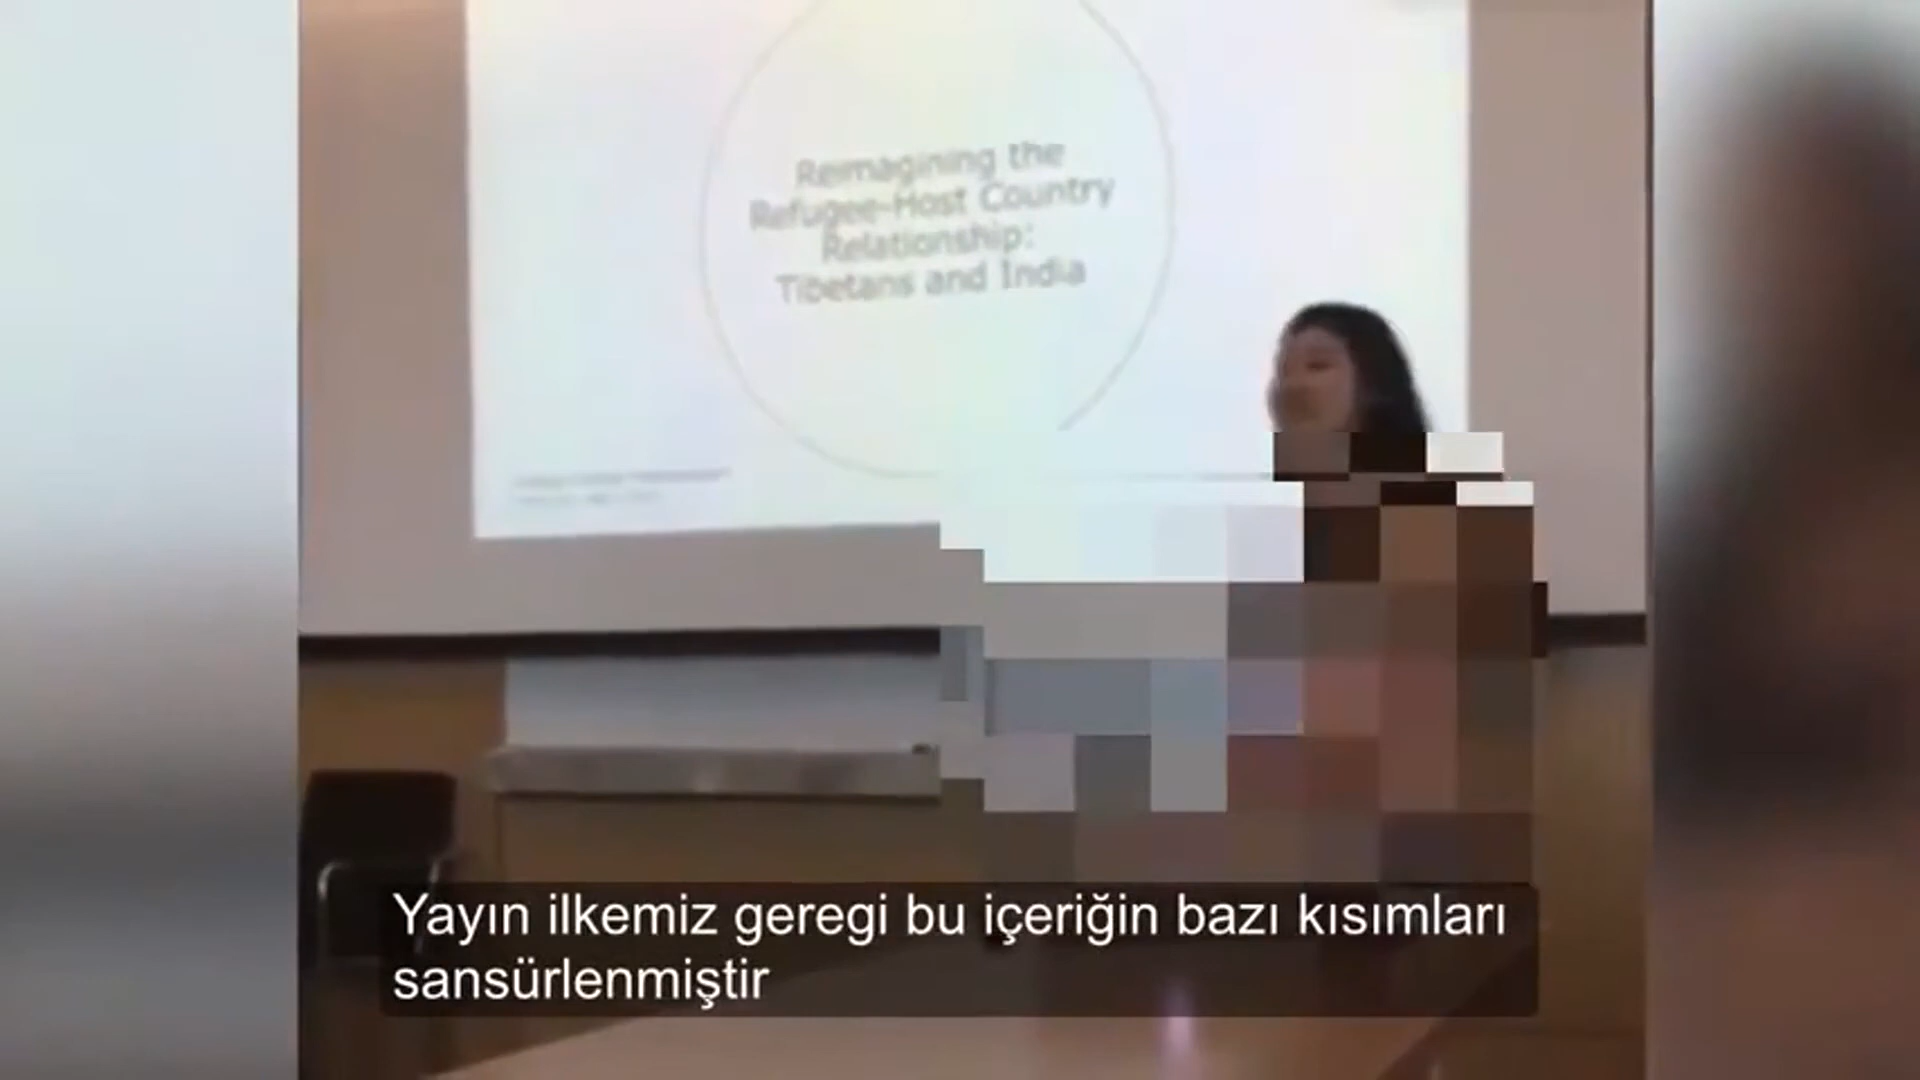 Reimagining the
Refugee-Host Country
Relationship:
Tibetans and India
Yayın ilkemiz geregi bu içeriğin bazı kısımları
sansürlenmiştir